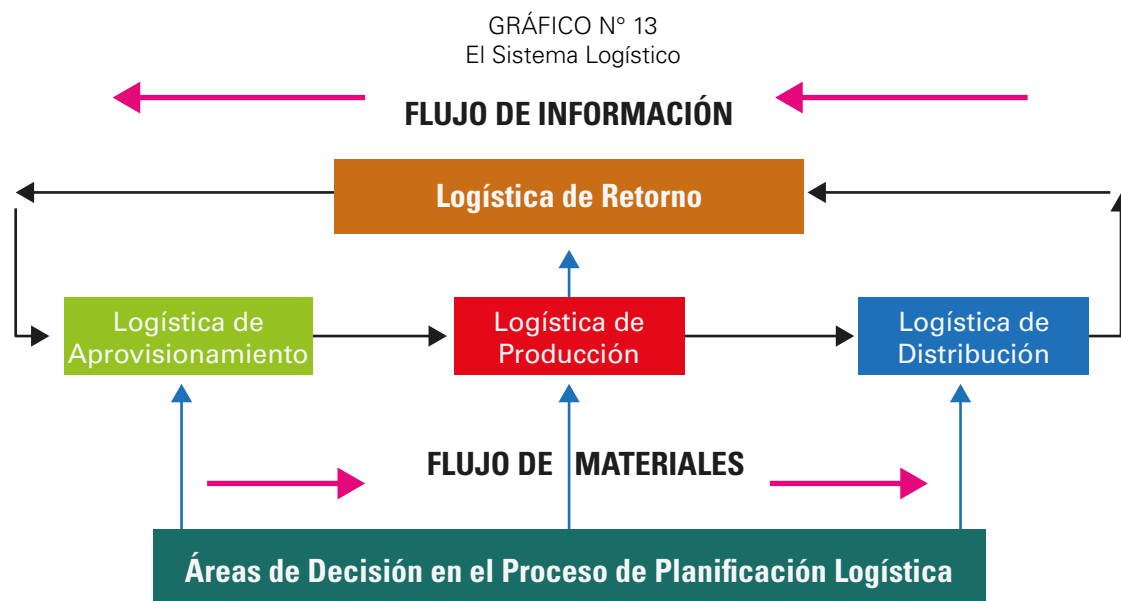 GRÁFICO N° 13
El Sistema Logístico
FLUJO DE INFORMACIÓN
Logística de Retorno
Logística de
Aprovisionamiento
Logística de
Producción
Logística de
Distribución
FLUJO DE MATERIALES
Áreas de Decisión en el Proceso de Planificación Logística